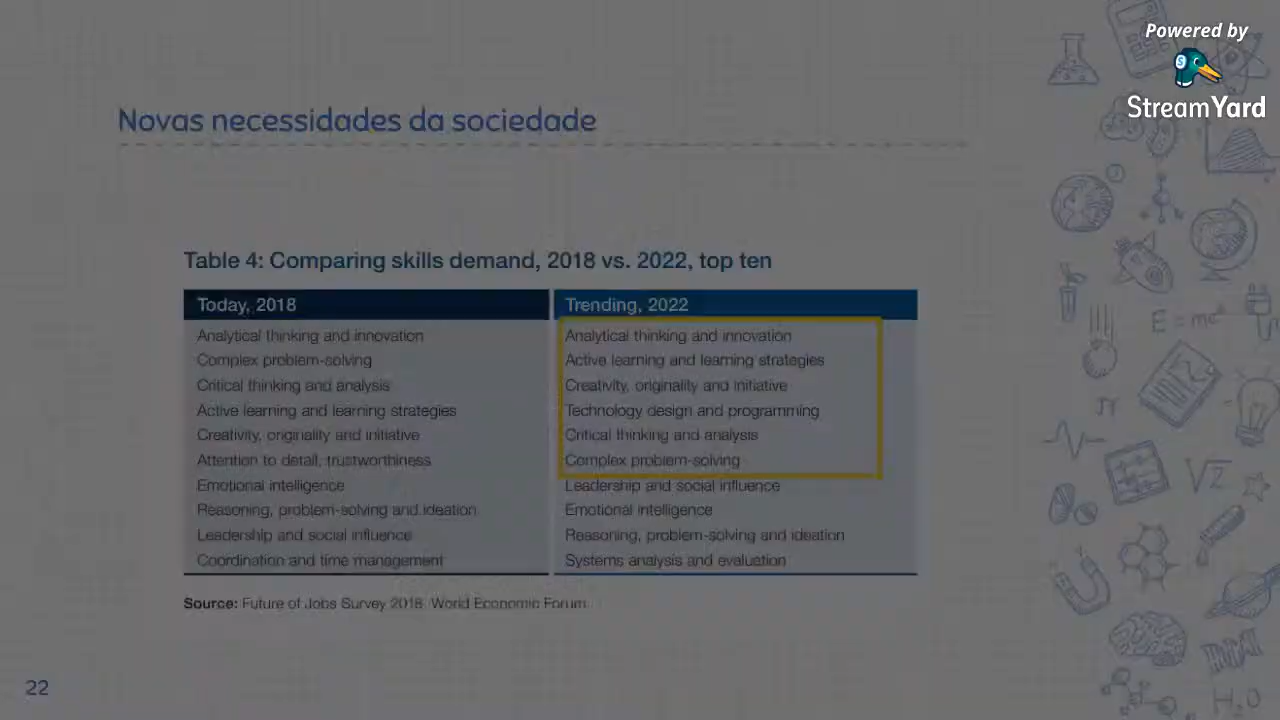 Powered by
StreamYard
Novas necessidades da sociedade
Table 4: Comparing skills demand, 2018 vs. 2022, top ten
Today, 2018
Analytical thinking and innovation
Complex problem-solving
Critical thinking and analysis
Active learning and learning strategies
Creativity, originality and initiative
Attention to detail, trustworthiness
Emotional intelligence
Reasoning, problem-solving and ideation
Leadership and social influence
Coordination and time management
Trending, 2022
Analytical thinking and innovation
Active learning and learning strategies
Creativity, originality and initiative
Technology design and programming
Critical thinking and analysis
Complex problem-solving
Leadership and social influence
Emotional intelligence
Reasoning, problem-solving and ideation
Systems analysis and evaluation
Source: Future of Jobs Survey 2018, World Economic Forum.
E = mc²
π
√2
H₂O
22